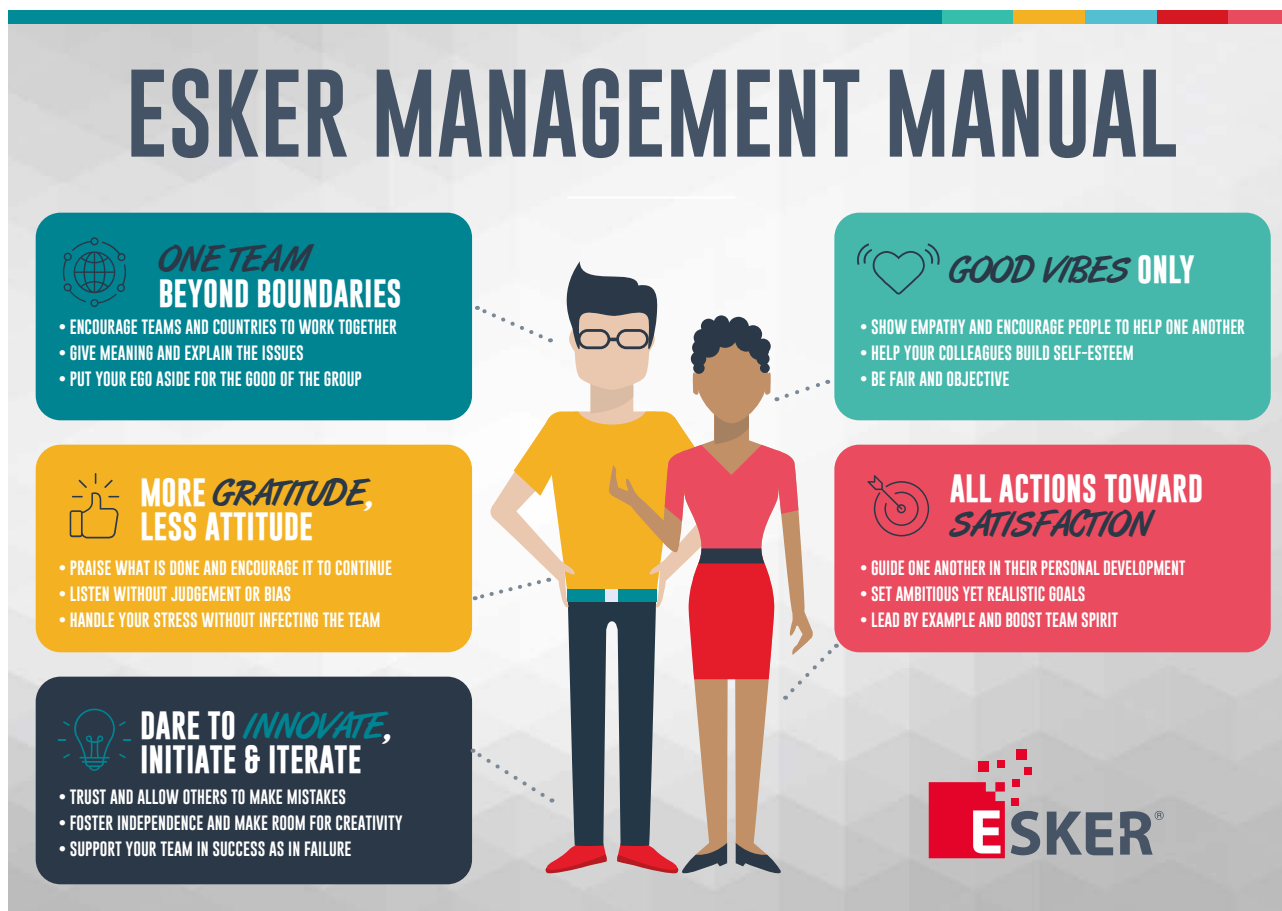 ESKER MANAGEMENT MANUAL
ONE TEAM
BEYOND BOUNDARIES
• ENCOURAGE TEAMS AND COUNTRIES TO WORK TOGETHER
• GIVE MEANING AND EXPLAIN THE ISSUES
• PUT YOUR EGO ASIDE FOR THE GOOD OF THE GROUP
MORE GRATITUDE,
LESS ATTITUDE
• PRAISE WHAT IS DONE AND ENCOURAGE IT TO CONTINUE
• LISTEN WITHOUT JUDGEMENT OR BIAS
• HANDLE YOUR STRESS WITHOUT INFECTING THE TEAM
DARE TO INNOVATE,
INITIATE & ITERATE
• TRUST AND ALLOW OTHERS TO MAKE MISTAKES
• FOSTER INDEPENDENCE AND MAKE ROOM FOR CREATIVITY
• SUPPORT YOUR TEAM IN SUCCESS AS IN FAILURE
GOOD VIBES ONLY
• SHOW EMPATHY AND ENCOURAGE PEOPLE TO HELP ONE ANOTHER
• HELP YOUR COLLEAGUES BUILD SELF-ESTEEM
• BE FAIR AND OBJECTIVE
ALL ACTIONS TOWARD
SATISFACTION
• GUIDE ONE ANOTHER IN THEIR PERSONAL DEVELOPMENT
• SET AMBITIOUS YET REALISTIC GOALS
• LEAD BY EXAMPLE AND BOOST TEAM SPIRIT
ESKER®